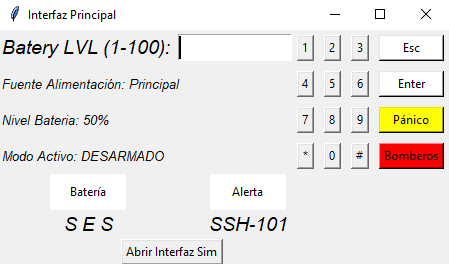 Interfaz Principal
Batery LVL (1-100): 1 2 3 Esc
Fuente Alimentación: Principal 4 5 6 Enter
Nivel Bateria: 50% 7 8 9 Pánico
Modo Activo: DESARMADO * 0 # Bomberos
Batería Alerta
S E S SSH-101
Abrir Interfaz Sim